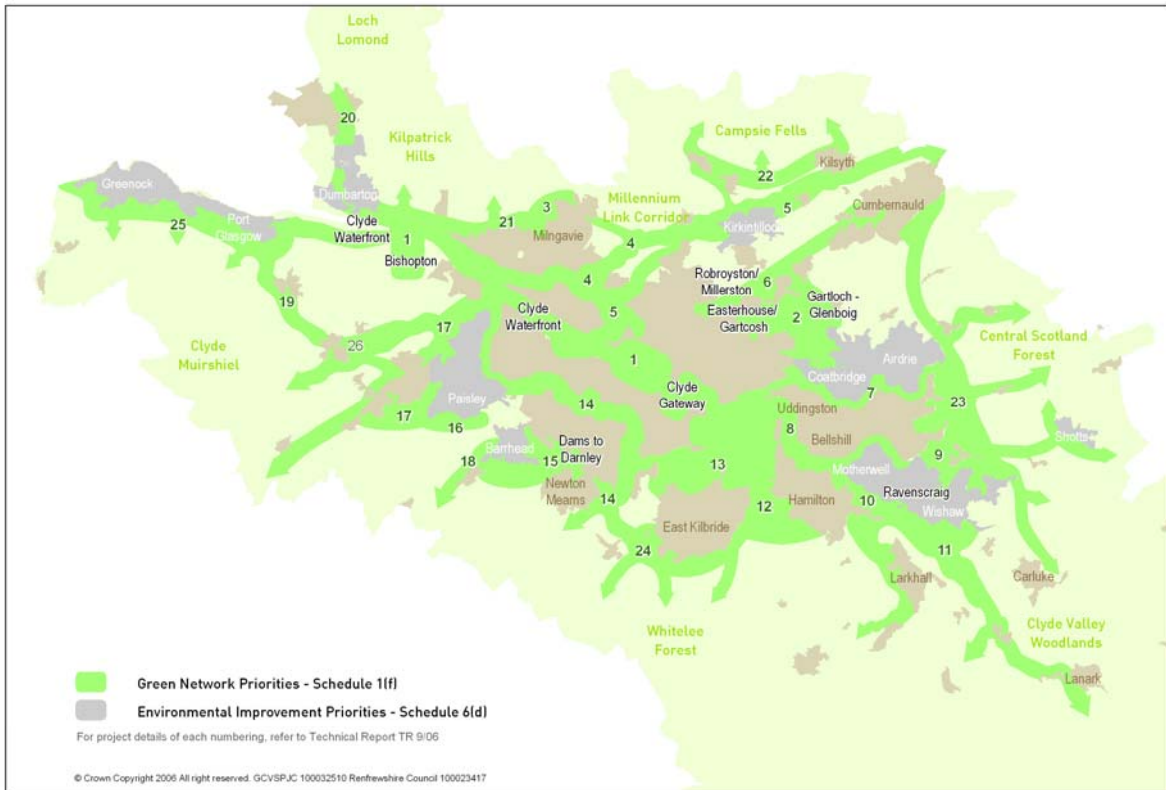 Loch
Lomond
20
Kilpatrick
Hills
Campsie Fells
Kilsyth
22
Greenock
Dumbarton
3
Millennium
Link Corridor
5
Cumbernauld
25
Port
Glasgow
Clyde
Waterfront
1
21
Milngavie
4
Kirkintilloch
Bishopton
4
Robroyston/
Millerston
6
Gartloch -
Glenboig
19
Clyde
Waterfront
5
Easterhouse/
Gartcosh
2
17
26
Clyde
Muirshiel
1
Airdrie
Central Scotland
Forest
Coatbridge
Clyde
Gateway
7
23
Paisley
14
Uddingston
17
16
8
Bellshill
Shotts
Barrhead
Dams to
Darnley
18
15
13
9
Motherwell
Newton
Mearns
14
12
Hamilton
10
Ravenscraig
Wishaw
East Kilbride
24
11
Larkhall
Carluke
Whitelee
Forest
Clyde Valley
Woodlands
Lanark
Green Network Priorities - Schedule 1(f)
Environmental Improvement Priorities - Schedule 6(d)
For project details of each numbering, refer to Technical Report TR 9/06
© Crown Copyright 2006 All right reserved. GCVSPJC 100032510 Renfrewshire Council 100023417